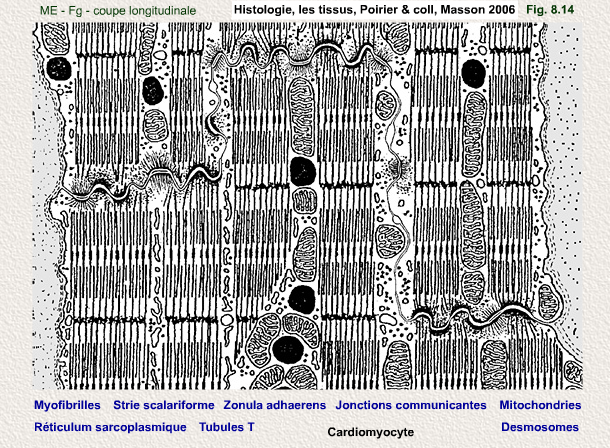 ME - Fg - coupe longitudinale Histologie, les tissus, Poirier & coll, Masson 2006 Fig. 8.14
Myofibrilles Strie scalariforme Zonula adhaerens Jonctions communicantes Mitochondries
Réticulum sarcoplasmique Tubules T Cardiomyocyte Desmosomes